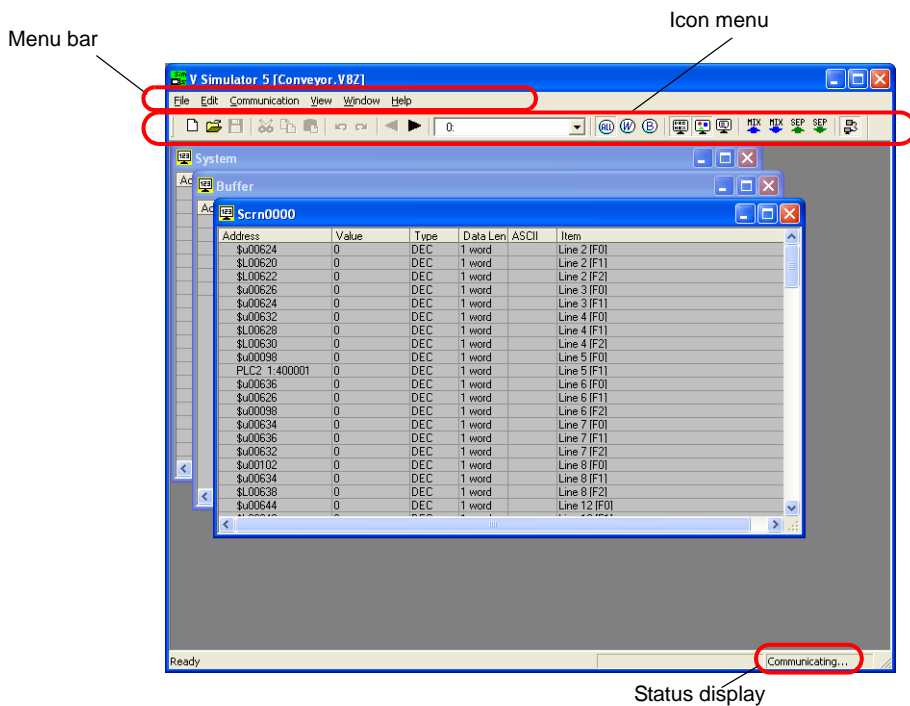 Icon menu
Menu bar
V Simulator 5 [Conveyor.V8Z]
File Edit Communication View Window Help
0: ALL W B MIX MIX SEP SEP
System
Buffer
Scrn0000
Address Value Type Data Len ASCII Item
$u00624 0 DEC 1 word Line 2 [F0]
$L00620 0 DEC 1 word Line 2 [F1]
$L00622 0 DEC 1 word Line 2 [F2]
$u00626 0 DEC 1 word Line 3 [F0]
$u00624 0 DEC 1 word Line 3 [F1]
$u00632 0 DEC 1 word Line 4 [F0]
$L00628 0 DEC 1 word Line 4 [F1]
$L00630 0 DEC 1 word Line 4 [F2]
$u00098 0 DEC 1 word Line 5 [F0]
PLC2 1:400001 0 DEC 1 word Line 5 [F1]
$u00636 0 DEC 1 word Line 6 [F0]
$u00626 0 DEC 1 word Line 6 [F1]
$u00098 0 DEC 1 word Line 6 [F2]
$u00634 0 DEC 1 word Line 7 [F0]
$u00636 0 DEC 1 word Line 7 [F1]
$u00632 0 DEC 1 word Line 7 [F2]
$u00102 0 DEC 1 word Line 8 [F0]
$u00634 0 DEC 1 word Line 8 [F1]
$L00638 0 DEC 1 word Line 8 [F2]
$u00644 0 DEC 1 word Line 12 [F0]
Ready Communicating...
Status display